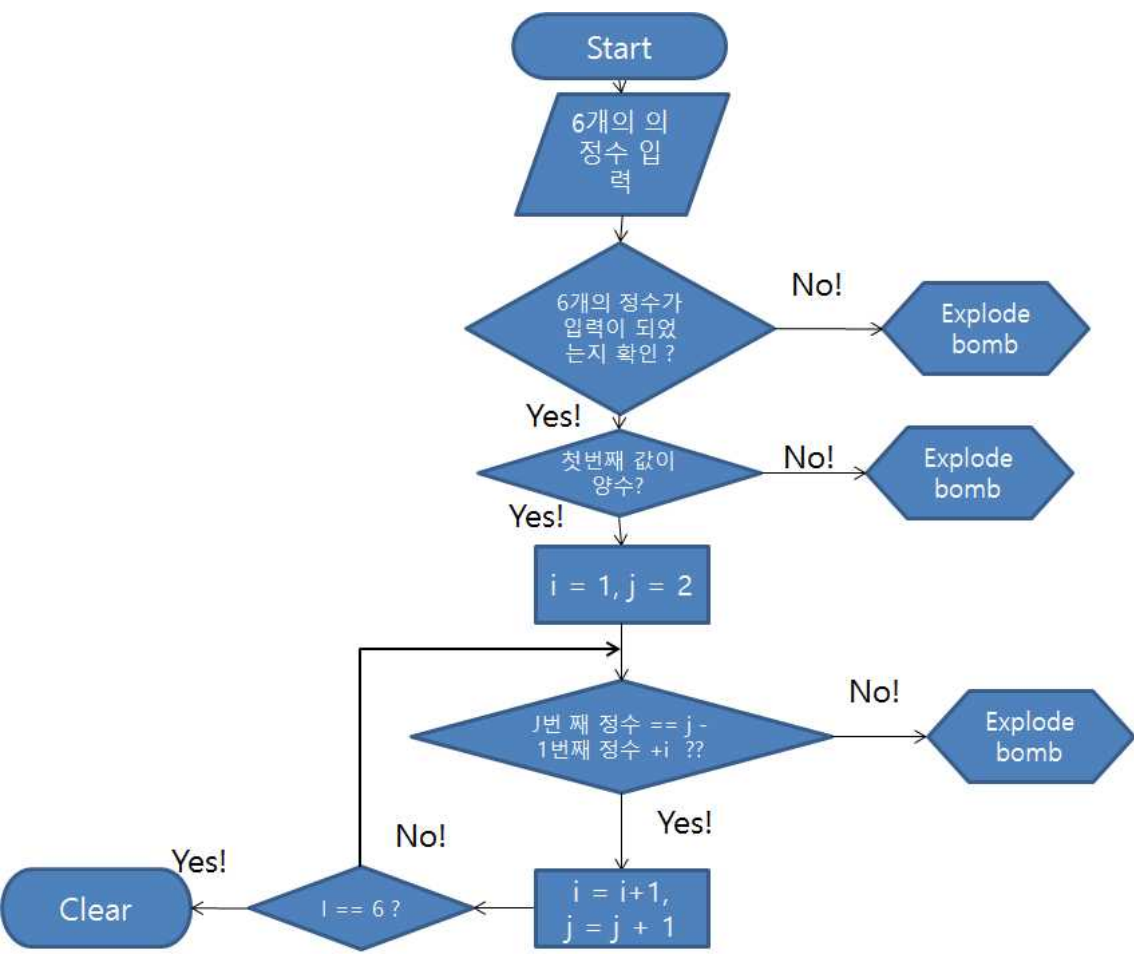 Start
6개의 의
정수 입
력
6개의 정수가
입력이 되었
는지 확인 ?
No!
Explode
bomb
Yes!
첫번째 값이
양수?
No!
Explode
bomb
Yes!
i = 1, j = 2
J번 째 정수 == j -
1번째 정수 +i ??
No!
Explode
bomb
Yes!
i = i+1,
j = j + 1
No!
I == 6 ?
Yes!
Clear